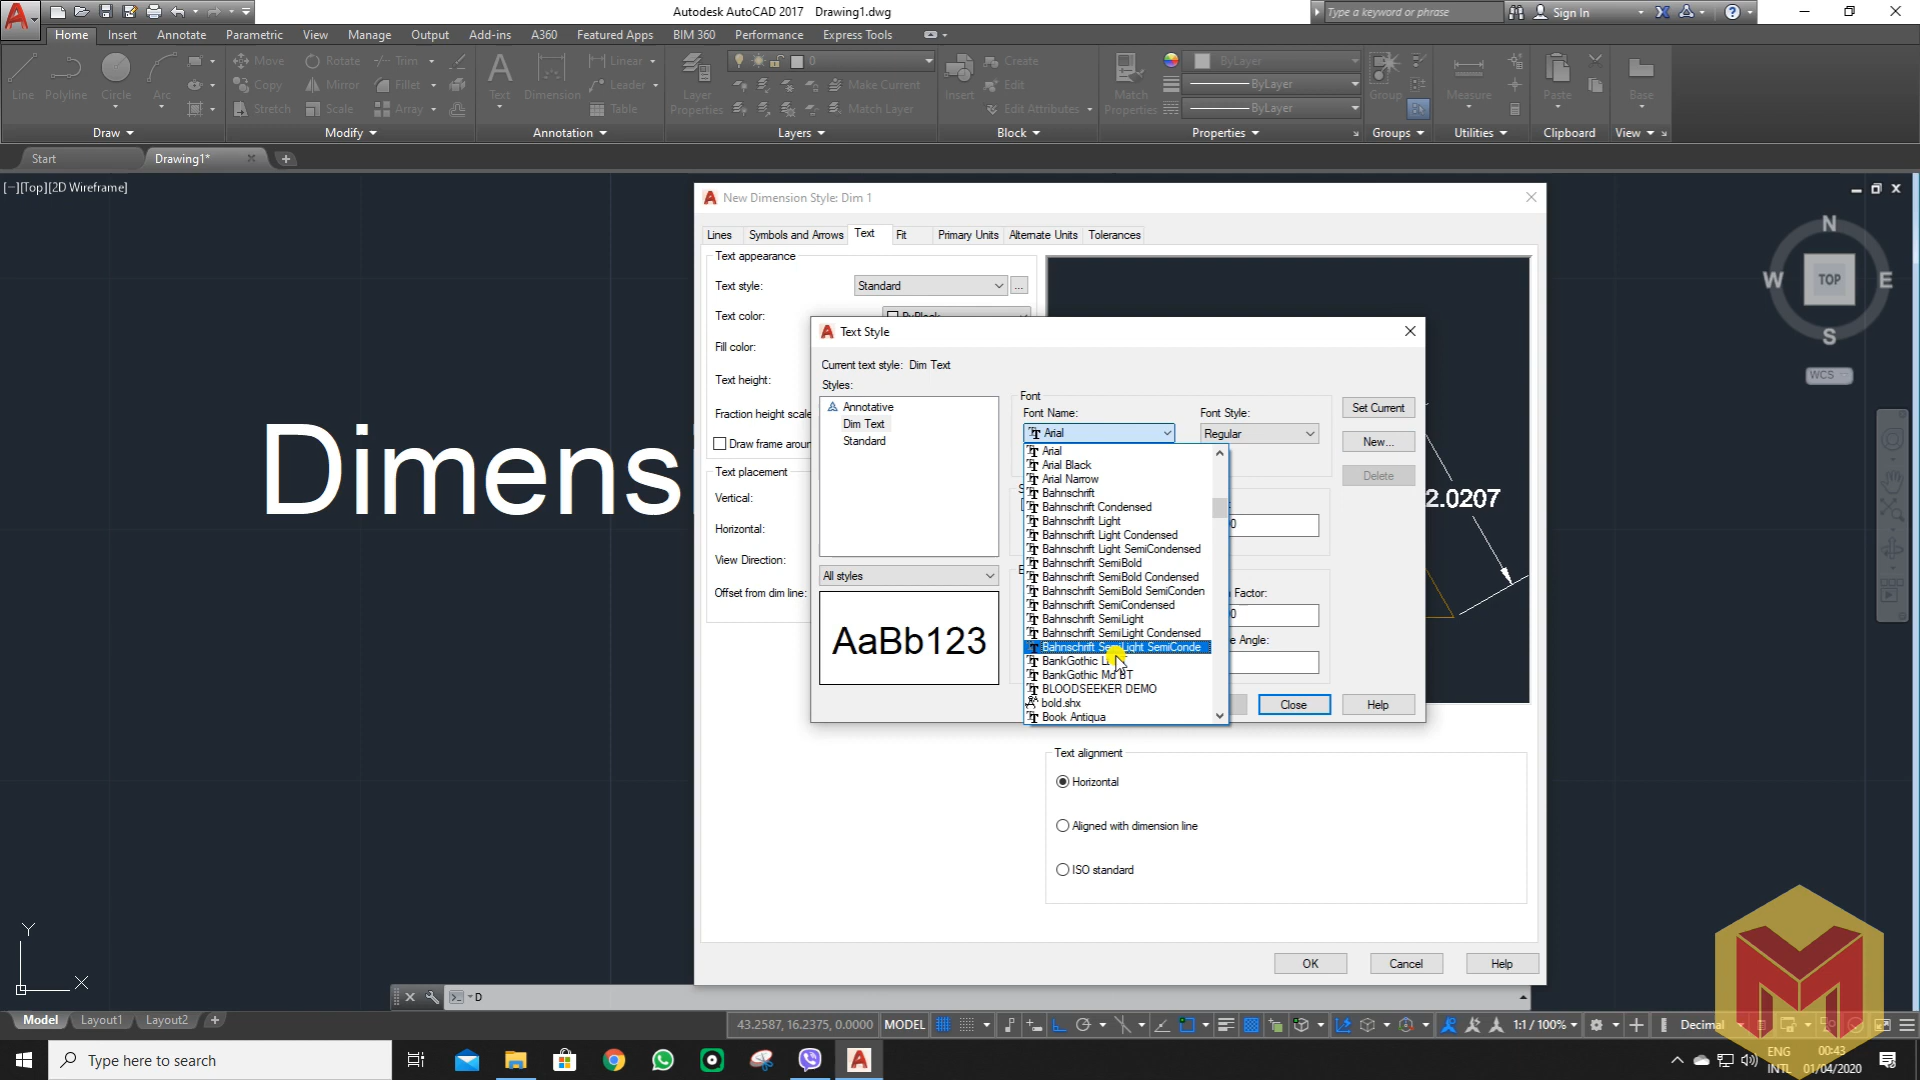 Autodesk AutoCAD 2017 Drawing1.dwg
Type a keyword or phrase
Sign In
Home Insert Annotate Parametric View Manage Output Add-ins A360 Featured Apps BIM 360 Performance Express Tools
Line Polyline Circle Arc
Move Rotate Trim
Copy Mirror Fillet
Stretch Scale Array
Text Dimension
Linear
Leader
Table
Layer Properties
0
Make Current
Match Layer
Insert
Create
Edit
Edit Attributes
Match Properties
ByLayer
ByLayer
ByLayer
Group
Measure
Paste
Base
Draw Modify Annotation Layers Block Properties Groups Utilities Clipboard View
Start Drawing1*
[−][Top][2D Wireframe]
N
W TOP E
S
WCS
Dimens
New Dimension Style: Dim 1
Lines Symbols and Arrows Text Fit Primary Units Alternate Units Tolerances
Text appearance
Text style: Standard ...
Text color: ByBlock
Fill color:
Text height:
Fraction height scale
Draw frame aroun
Text placement
Vertical:
Horizontal:
View Direction:
Offset from dim line:
2.0207
Text Style
Current text style: Dim Text
Styles:
Annotative
Dim Text
Standard
All styles
AaBb123
Font
Font Name:
Arial
Font Style:
Regular
Set Current
New...
Delete
Arial
Arial Black
Arial Narrow
Bahnschrift
Bahnschrift Condensed
Bahnschrift Light
Bahnschrift Light Condensed
Bahnschrift Light SemiCondensed
Bahnschrift SemiBold
Bahnschrift SemiBold Condensed
Bahnschrift SemiBold SemiConden
Bahnschrift SemiCondensed
Bahnschrift SemiLight
Bahnschrift SemiLight Condensed
Bahnschrift SemiLight SemiConde
BankGothic
BankGothic Md BT
BLOODSEEKER DEMO
bold.shx
Book Antiqua
Factor:
Angle:
Close Help
Text alignment
Horizontal
Aligned with dimension line
ISO standard
OK Cancel Help
Y
X
D
Model Layout1 Layout2
43.2587, 16.2375, 0.0000 MODEL 1:1 / 100% Decimal
Type here to search
ENG
INTL
00:43
01/04/2020